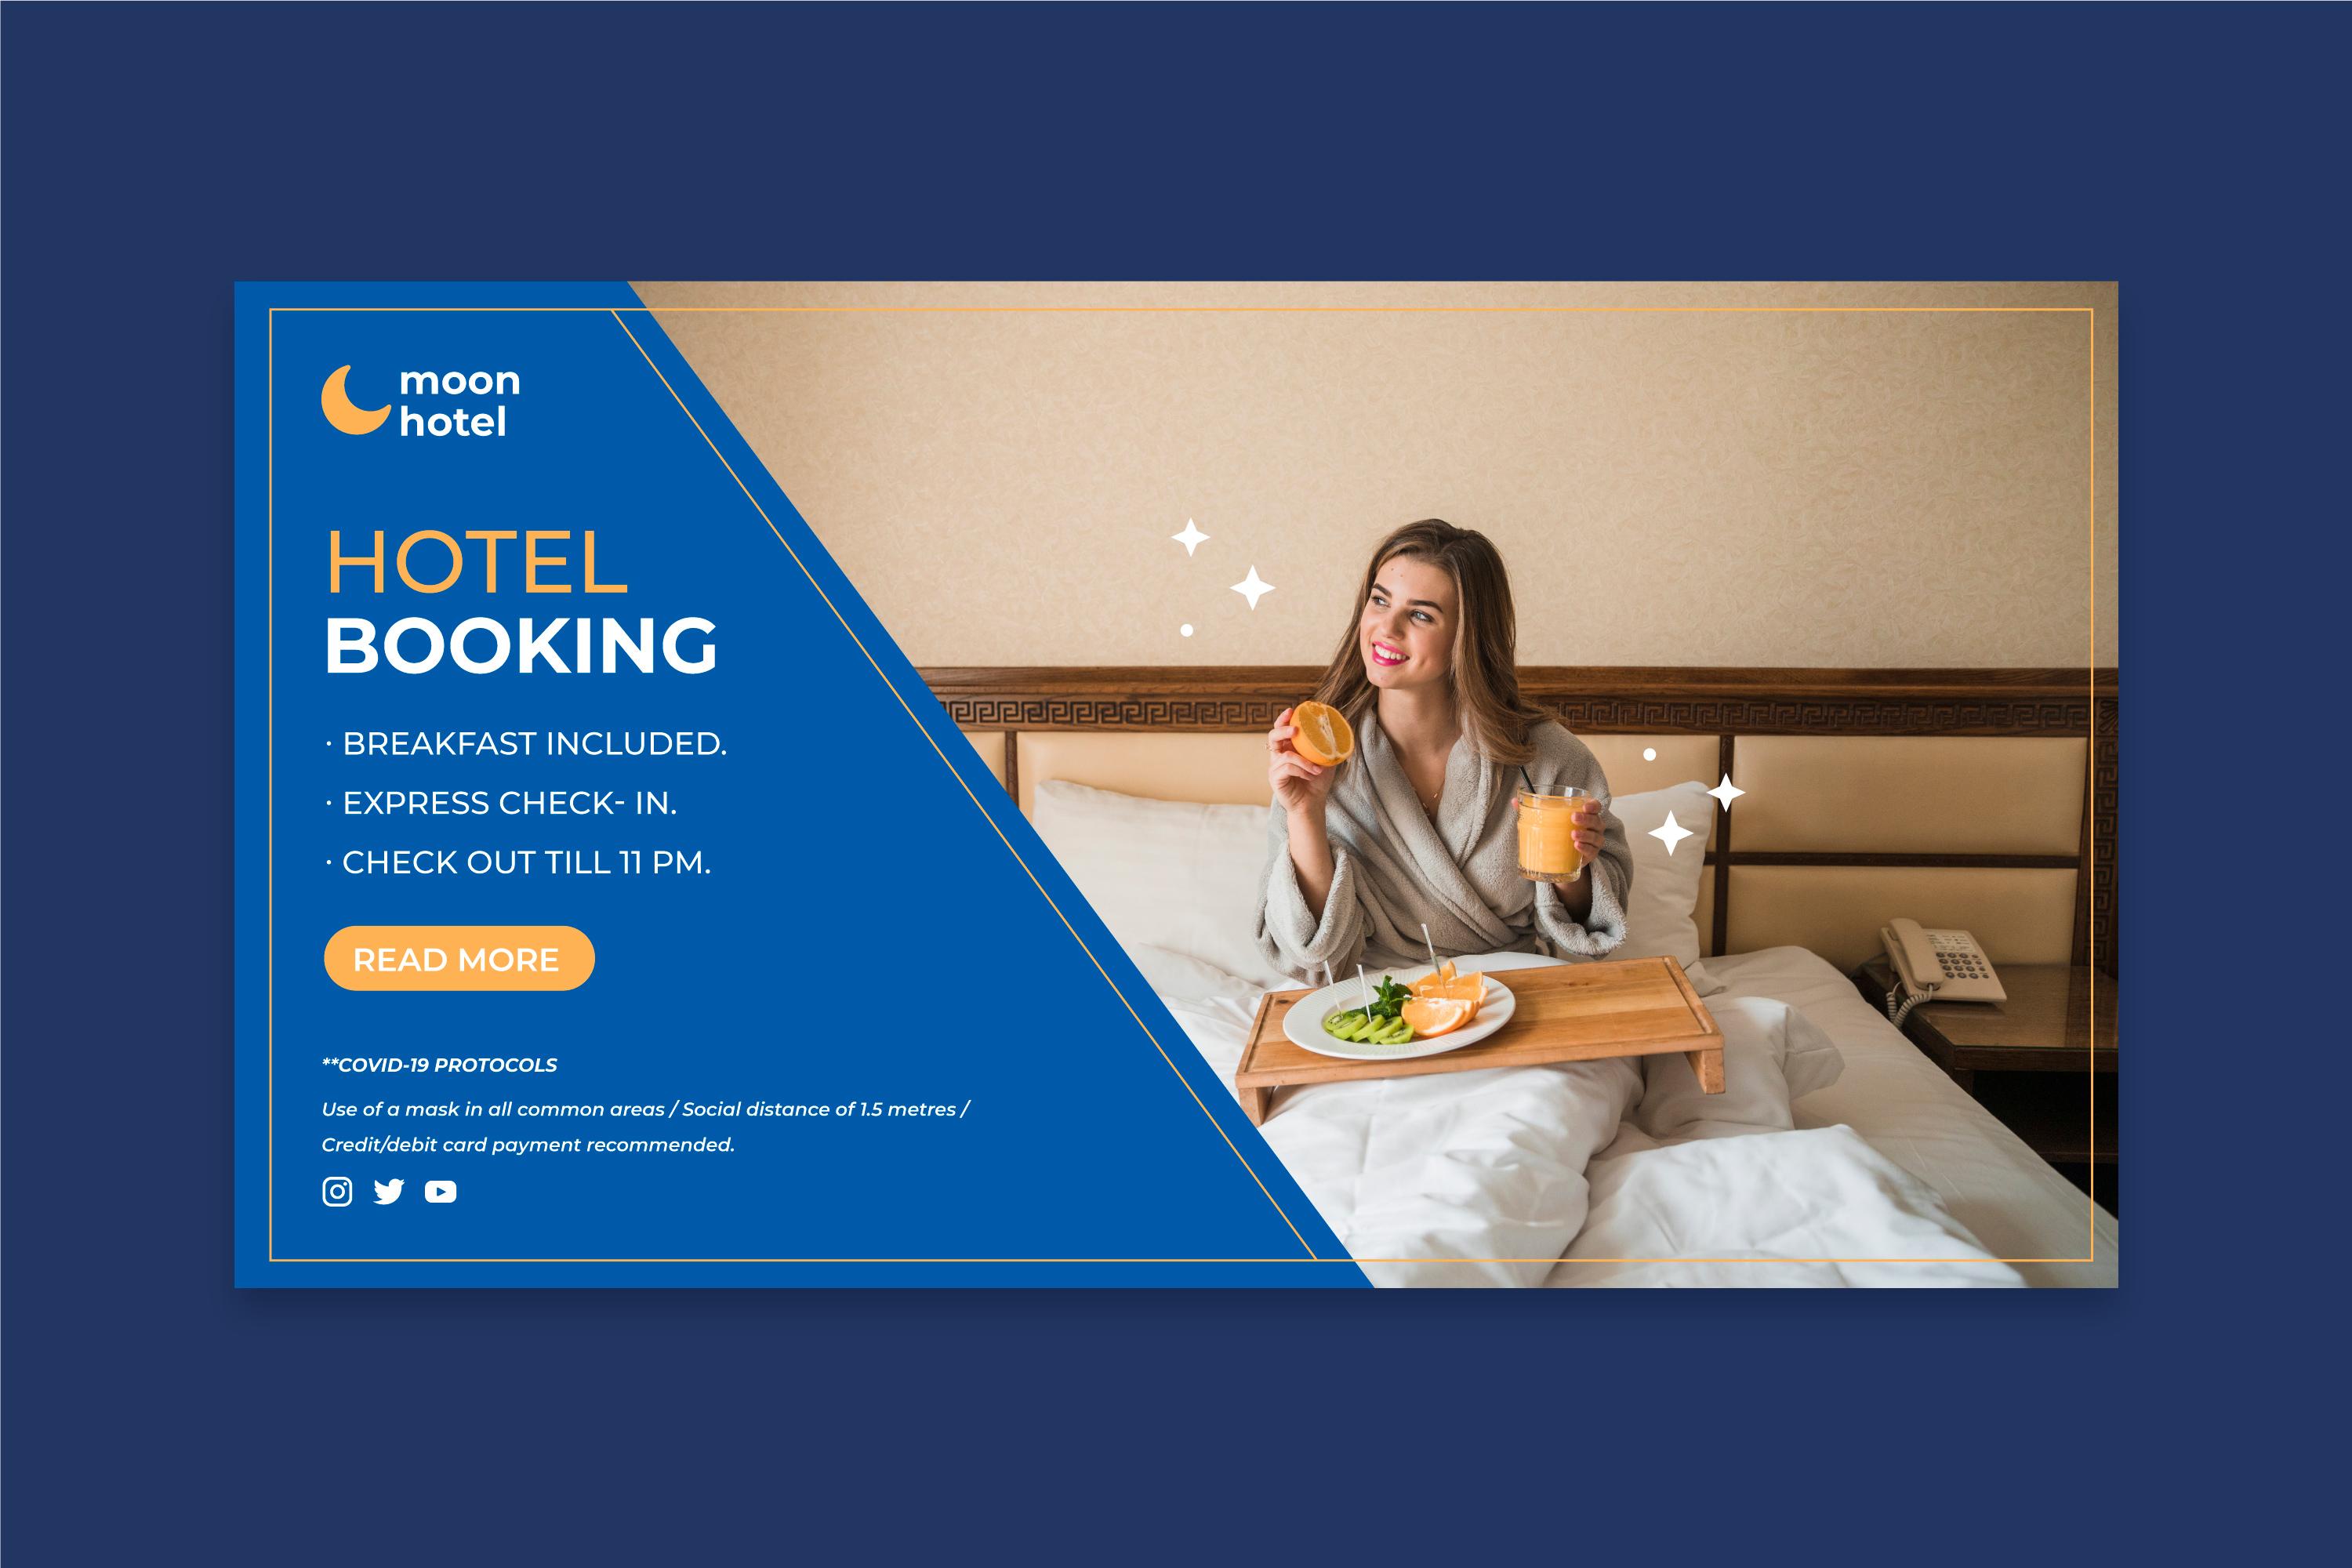 moon
hotel
HOTEL
BOOKING
· BREAKFAST INCLUDED.
· EXPRESS CHECK- IN.
· CHECK OUT TILL 11 PM.
READ MORE
**COVID-19 PROTOCOLS
Use of a mask in all common areas / Social distance of 1.5 metres /
Credit/debit card payment recommended.